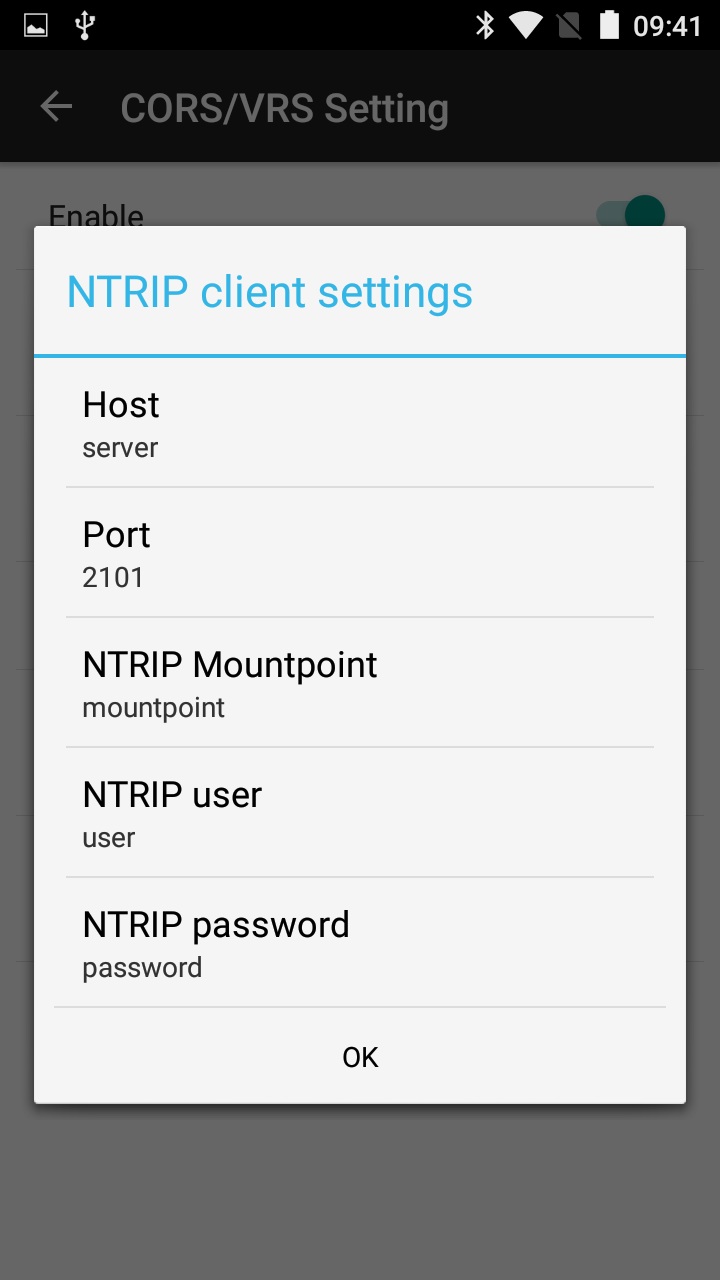 09:41
CORS/VRS Setting
Enable
NTRIP client settings
Host
server
Port
2101
NTRIP Mountpoint
mountpoint
NTRIP user
user
NTRIP password
password
OK